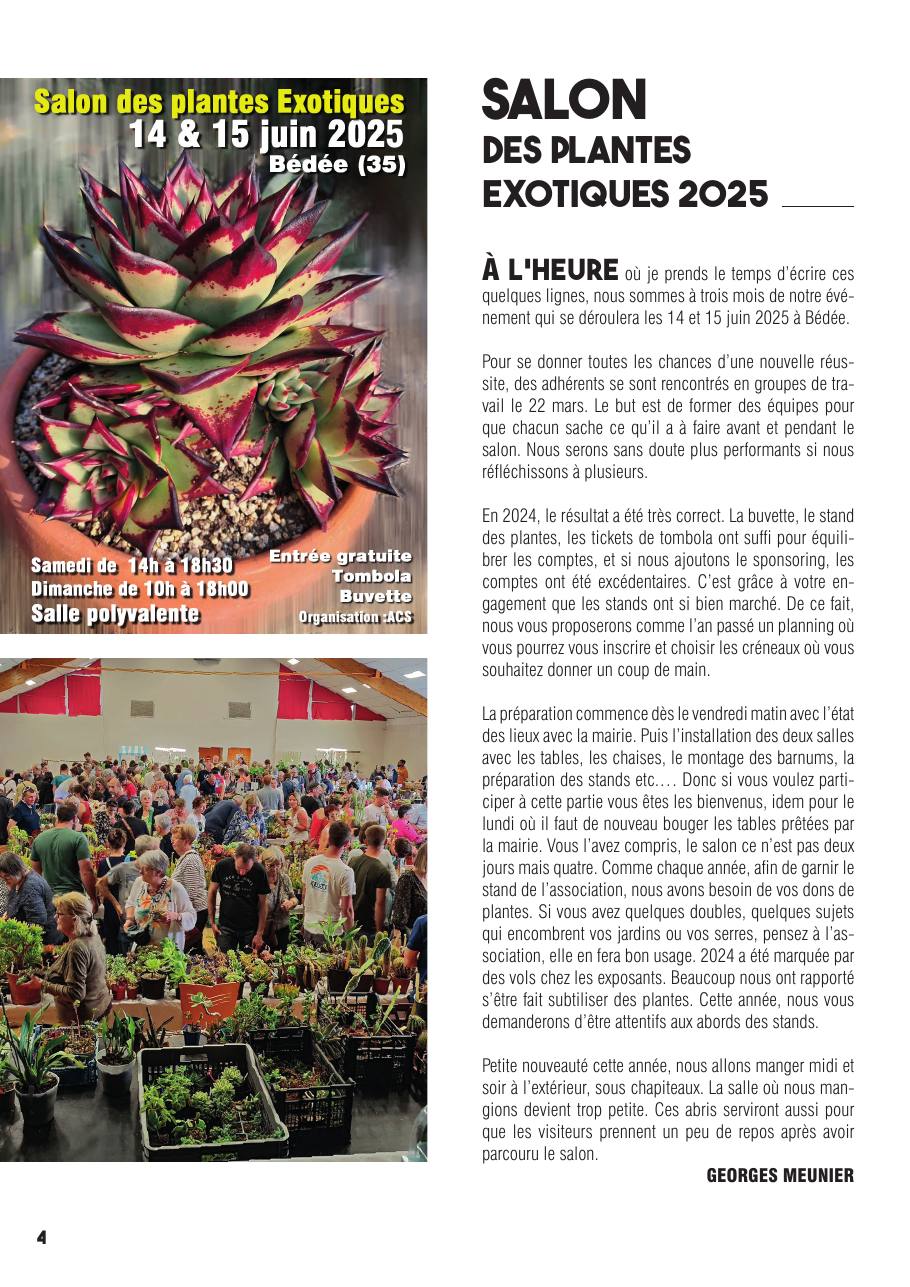 Salon des plantes Exotiques
14 & 15 juin 2025
Bédée (35)
Samedi de 14h à 18h30
Dimanche de 10h à 18h00
Salle polyvalente
Entrée gratuite
Tombola
Buvette
Organisation :ACS
SALON
DES PLANTES
EXOTIQUES 2025
À L'HEURE où je prends le temps d’écrire ces
quelques lignes, nous sommes à trois mois de notre évé-
nement qui se déroulera les 14 et 15 juin 2025 à Bédée.
Pour se donner toutes les chances d’une nouvelle réus-
site, des adhérents se sont rencontrés en groupes de tra-
vail le 22 mars. Le but est de former des équipes pour
que chacun sache ce qu’il a à faire avant et pendant le
salon. Nous serons sans doute plus performants si nous
réfléchissons à plusieurs.
En 2024, le résultat a été très correct. La buvette, le stand
des plantes, les tickets de tombola ont suffi pour équili-
brer les comptes, et si nous ajoutons le sponsoring, les
comptes ont été excédentaires. C’est grâce à votre en-
gagement que les stands ont si bien marché. De ce fait,
nous vous proposerons comme l’an passé un planning où
vous pourrez vous inscrire et choisir les créneaux où vous
souhaitez donner un coup de main.
La préparation commence dès le vendredi matin avec l’état
des lieux avec la mairie. Puis l’installation des deux salles
avec les tables, les chaises, le montage des barnums, la
préparation des stands etc.… Donc si vous voulez parti-
ciper à cette partie vous êtes les bienvenus, idem pour le
lundi où il faut de nouveau bouger les tables prêtées par
la mairie. Vous l’avez compris, le salon ce n’est pas deux
jours mais quatre. Comme chaque année, afin de garnir le
stand de l’association, nous avons besoin de vos dons de
plantes. Si vous avez quelques doubles, quelques sujets
qui encombrent vos jardins ou vos serres, pensez à l’as-
sociation, elle en fera bon usage. 2024 a été marquée par
des vols chez les exposants. Beaucoup nous ont rapporté
s’être fait subtiliser des plantes. Cette année, nous vous
demanderons d’être attentifs aux abords des stands.
Petite nouveauté cette année, nous allons manger midi et
soir à l’extérieur, sous chapiteaux. La salle où nous man-
gions devient trop petite. Ces abris serviront aussi pour
que les visiteurs prennent un peu de repos après avoir
parcouru le salon.
GEORGES MEUNIER
4